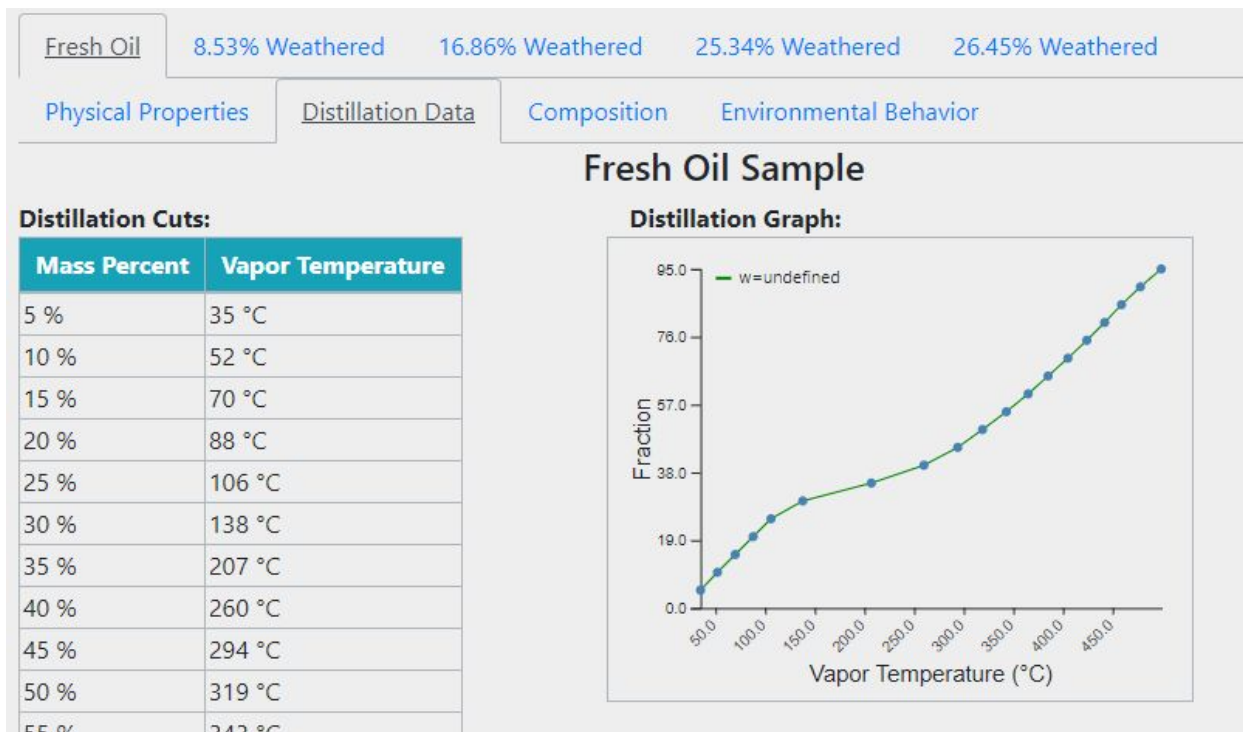 Fresh Oil 8.53% Weathered 16.86% Weathered 25.34% Weathered 26.45% Weathered
Physical Properties Distillation Data Composition Environmental Behavior
Fresh Oil Sample
Distillation Cuts:
Mass Percent Vapor Temperature
5 % 35 °C
10 % 52 °C
15 % 70 °C
20 % 88 °C
25 % 106 °C
30 % 138 °C
35 % 207 °C
40 % 260 °C
45 % 294 °C
50 % 319 °C
55 % 343 °C
Distillation Graph:
w=undefined
95.0
76.0
57.0
38.0
19.0
0.0
Fraction
50.0 100.0 150.0 200.0 250.0 300.0 350.0 400.0 450.0
Vapor Temperature (°C)